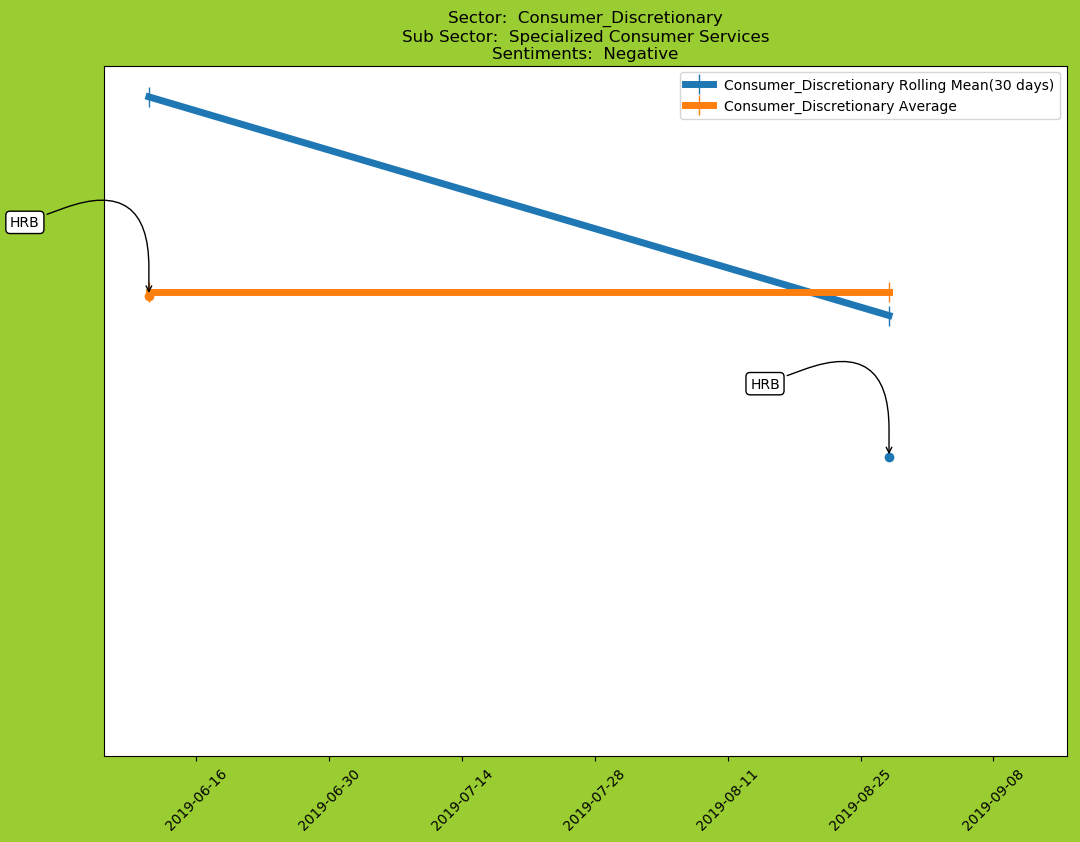 Sector:  Consumer_Discretionary
Sub Sector:  Specialized Consumer Services
Sentiments:  Negative
Consumer_Discretionary Rolling Mean(30 days)
Consumer_Discretionary Average
HRB
HRB
2019-06-16
2019-06-30
2019-07-14
2019-07-28
2019-08-11
2019-08-25
2019-09-08